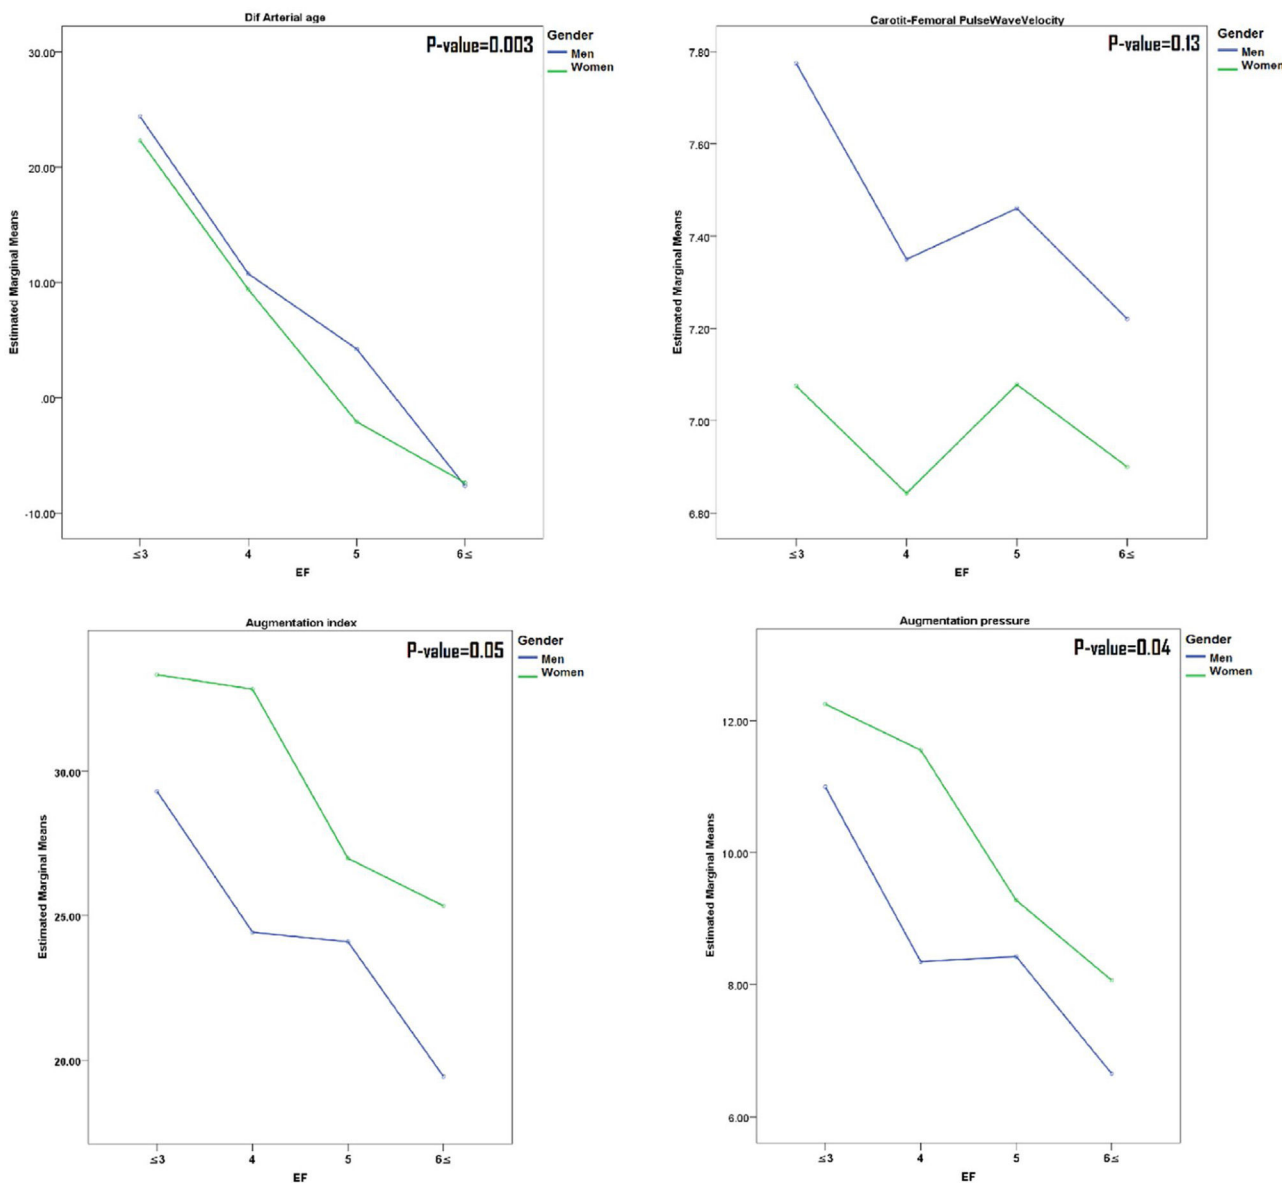 Dif Arterial age
P-value=0.003
Gender
Men
Women
30.00
20.00
10.00
.00
-10.00
Estimated Marginal Means
≤3 4 5 6≤
EF
Carotit-Femoral PulseWaveVelocity
P-value=0.13
Gender
Men
Women
7.80
7.60
7.40
7.20
7.00
6.80
Estimated Marginal Means
≤3 4 5 6≤
EF
Augmentation index
P-value=0.05
Gender
Men
Women
30.00
25.00
20.00
Estimated Marginal Means
≤3 4 5 6≤
EF
Augmentation pressure
P-value=0.04
Gender
Men
Women
12.00
10.00
8.00
6.00
Estimated Marginal Means
≤3 4 5 6≤
EF